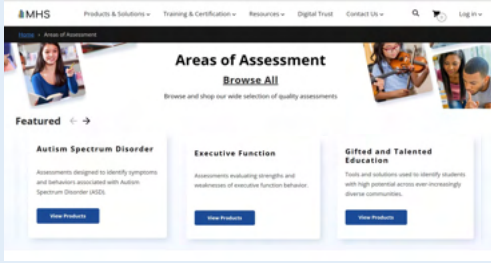 MHS
Products & Solutions
Training & Certification
Resources
Digital Trust
Contact Us
Log in
Home
Areas of Assessment
Areas of Assessment
Browse All
Browse and shop our wide selection of quality assessments
Featured ← →
Autism Spectrum Disorder
Assessments designed to identify symptoms
and behaviors associated with Autism
Spectrum Disorder (ASD).
View Products
Executive Function
Assessments evaluating strengths and
weaknesses of executive function behavior.
View Products
Gifted and Talented
Education
Tools and solutions used to identify students
with high potential across ever-increasingly
diverse communities.
View Products